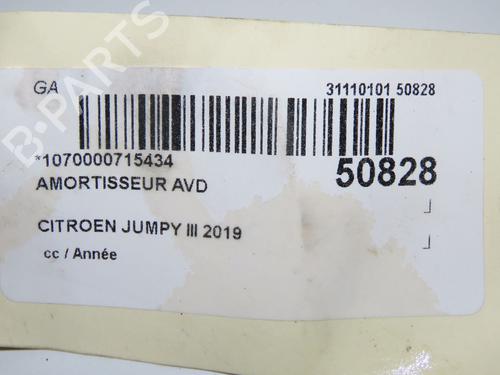 GA
31110101 50828
*1070000715434
50828
AMORTISSEUR AVD
CITROEN JUMPY III 2019
cc / Année
B-PARTS